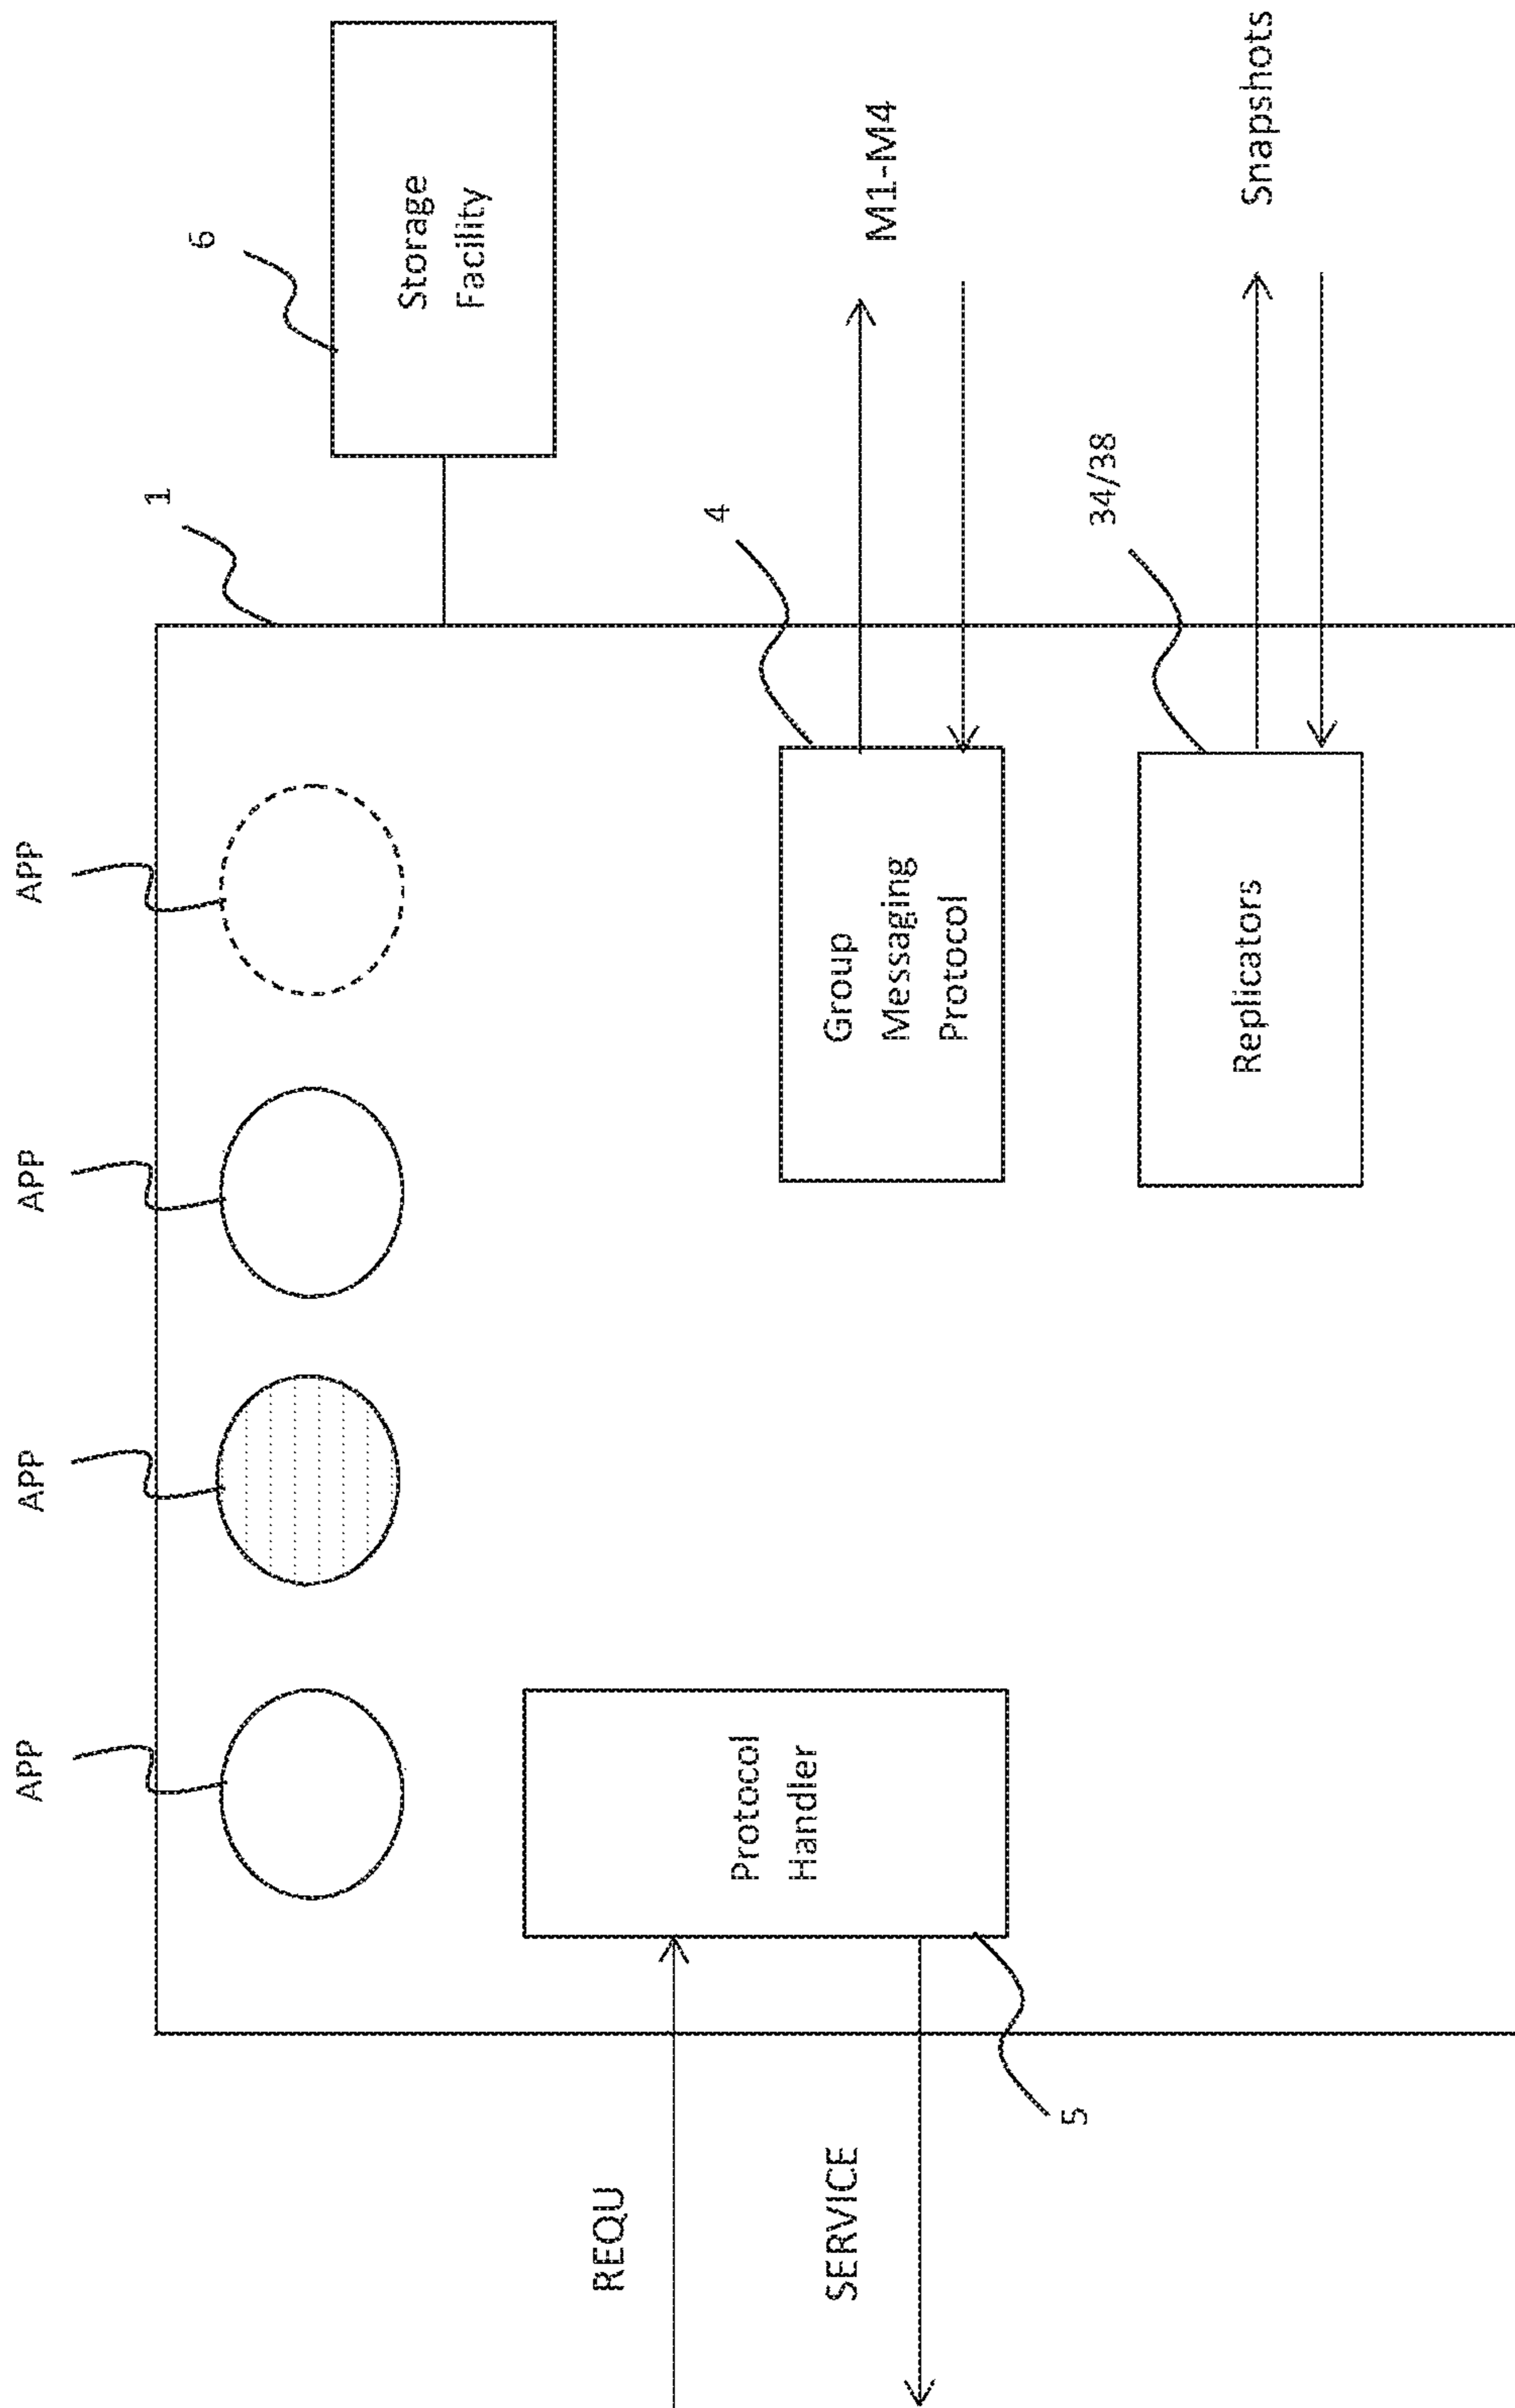 APP
APP
APP
APP
1
6
Storage
Facility
REQU
Protocol
Handler
SERVICE
5
4
Group
Messaging
Protocol
M1-M4
34/38
Replicators
Snapshots